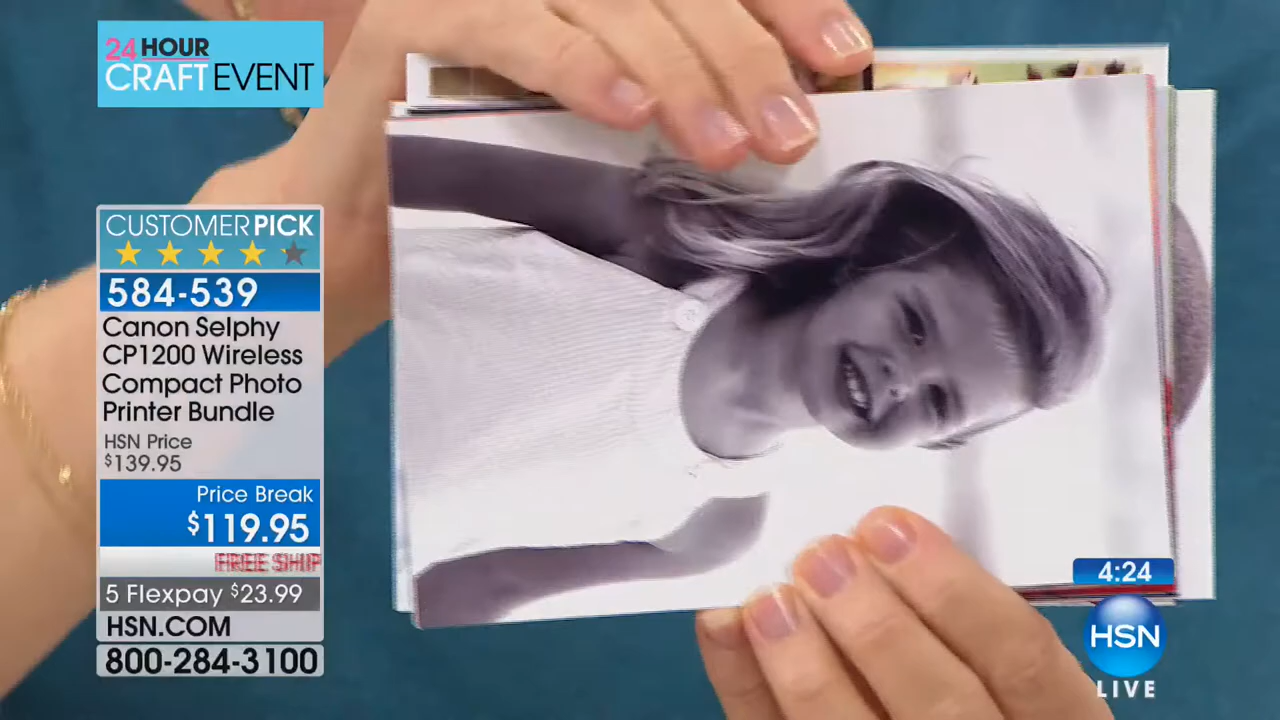 24 HOUR
CRAFT EVENT
CUSTOMER PICK
584-539
Canon Selphy
CP1200 Wireless
Compact Photo
Printer Bundle
HSN Price
$139.95
Price Break
$119.95
FREE SHIP
5 Flexpay $23.99
HSN.COM
800-284-3100
4:24
HSN
LIVE